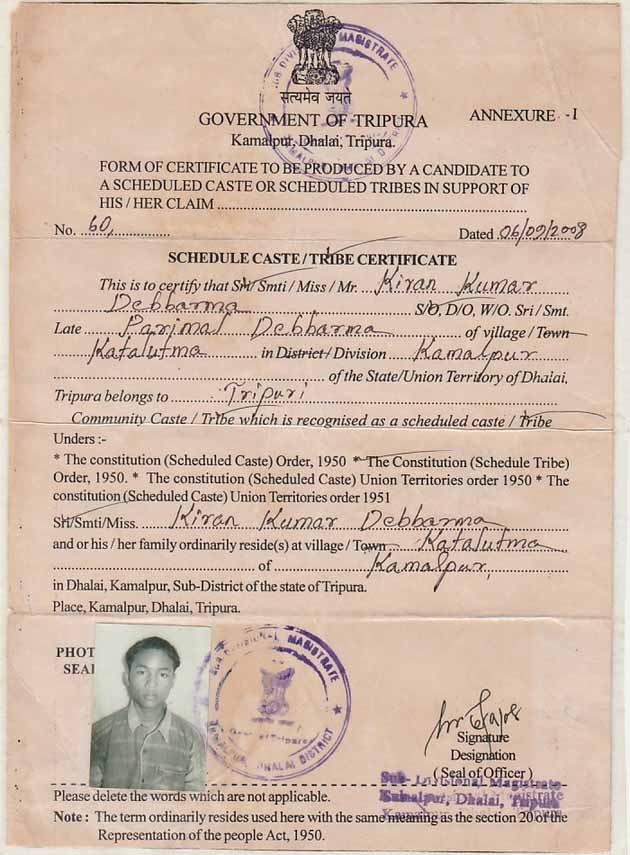 सत्यमेव जयते
GOVERNMENT OF TRIPURA
ANNEXURE - I
Kamalpur, Dhalai, Tripura.
FORM OF CERTIFICATE TO BE PRODUCED BY A CANDIDATE TO
A SCHEDULED CASTE OR SCHEDULED TRIBES IN SUPPORT OF
HIS / HER CLAIM
No. 60, Dated 06/09/2008
SCHEDULE CASTE / TRIBE CERTIFICATE
This is to certify that Sri/ Smti / Miss / Mr. Kiran Kumar
Debbarma S/O, D/O, W/O. Sri / Smt.
Late Parimal Debbarma of village / Town
Katalutma in District / Division Kamalpur
of the State/Union Territory of Dhalai,
Tripura belongs to Tripuri
Community Caste / Tribe which is recognised as a scheduled caste / Tribe
Unders :-
* The constitution (Scheduled Caste) Order, 1950 * The Constitution (Schedule Tribe)
Order, 1950. * The constitution (Scheduled Caste) Union Territories order 1950 * The
constitution (Scheduled Caste) Union Territories order 1951
Sri/Smti/Miss. Kiran Kumar Debbarma
and or his / her family ordinarily reside(s) at village / Town Katalutma
of Kamalpur,
in Dhalai, Kamalpur, Sub-District of the state of Tripura.
Place, Kamalpur, Dhalai, Tripura.
PHOT
SEAL
SUB DIVISIONAL MAGISTRATE
KAMALPUR, DHALAI DISTRICT
Signature
Designation
( Seal of Officer )
Sub-Divisional Magistrate
Kamalpur, Dhalai, Tripura
Please delete the words which are not applicable.
Note : The term ordinarily resides used here with the same meaning as the section 20 of the
Representation of the people Act, 1950.